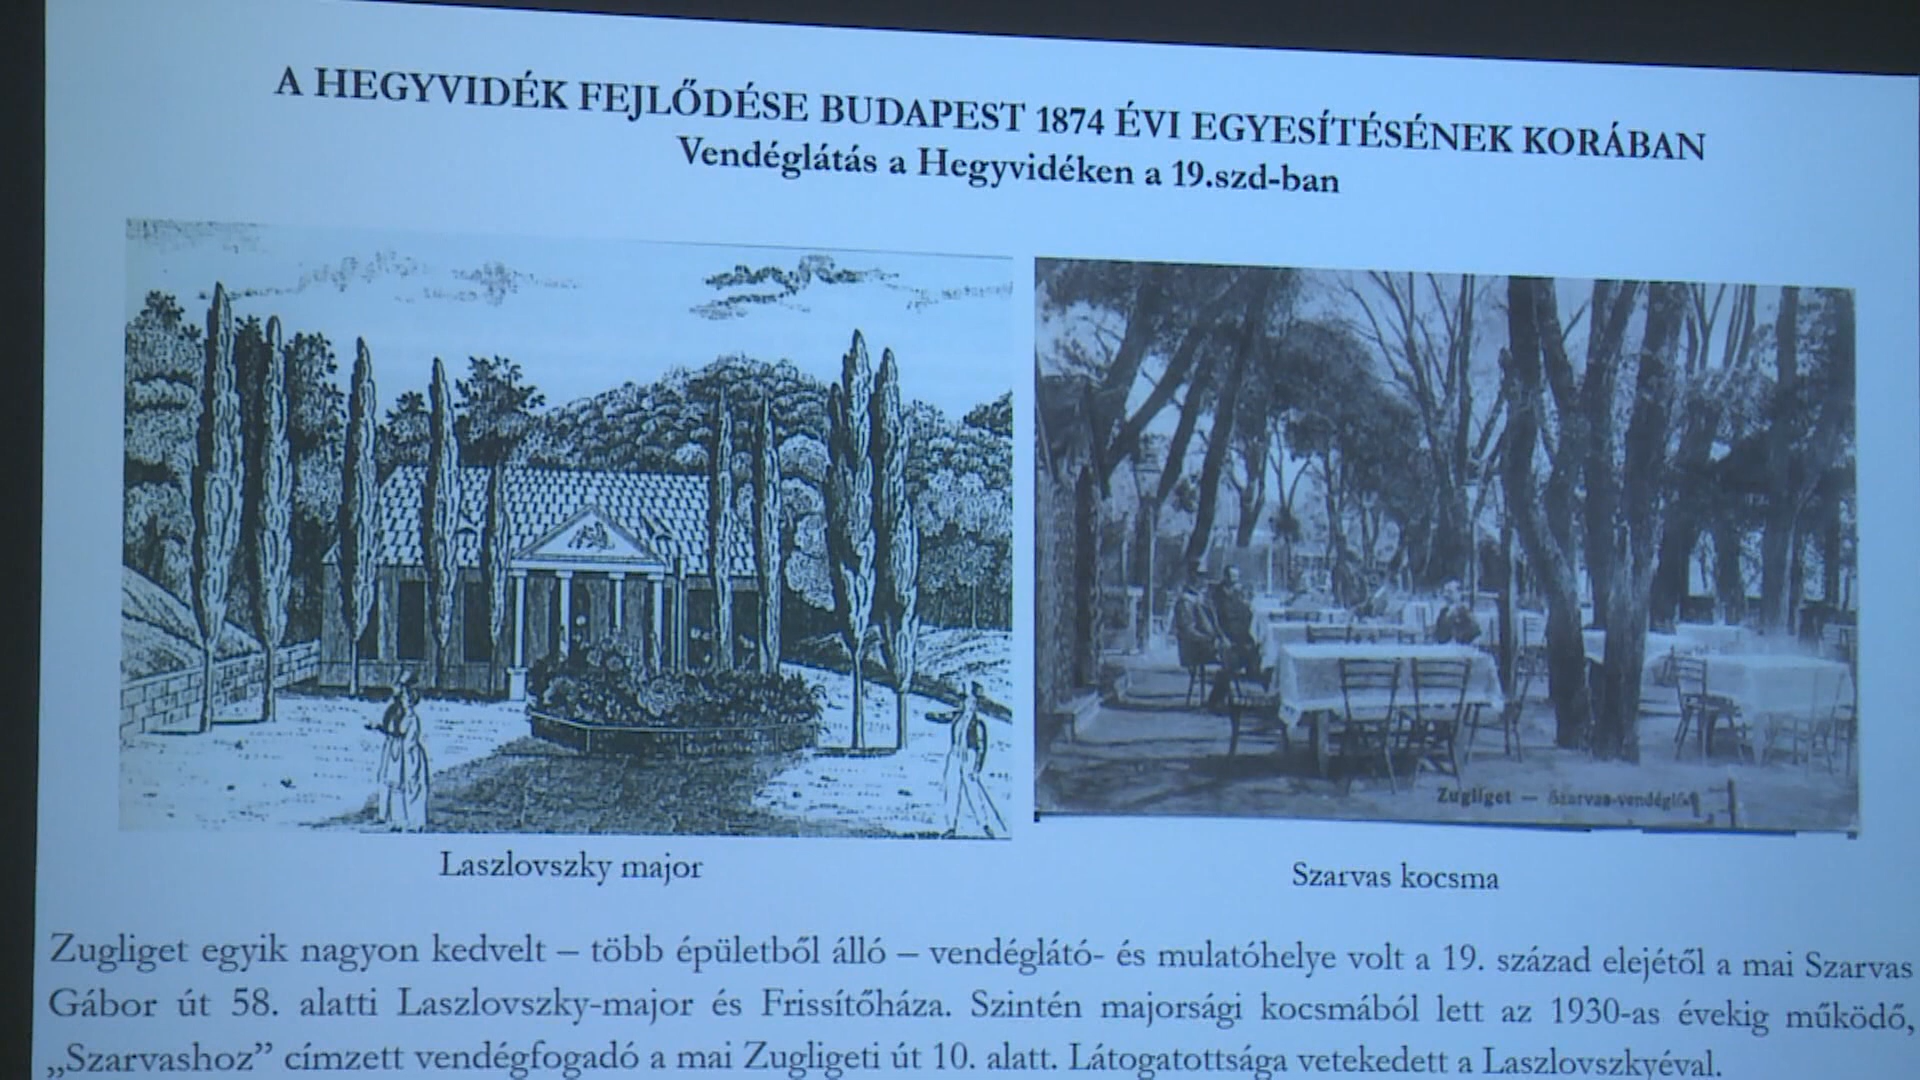 A HEGYVIDÉK FEJLŐDÉSE BUDAPEST 1874 ÉVI EGYESÍTÉSÉNEK KORÁBAN
Vendéglátás a Hegyvidéken a 19.szd-ban
Zugliget — Szarvas-vendéglő
Laszlovszky major
Szarvas kocsma
Zugliget egyik nagyon kedvelt – több épületből álló – vendéglátó- és mulatóhelye volt a 19. század elejétől a mai Szarvas
Gábor út 58. alatti Laszlovszky-major és Frissítőháza. Szintén majorsági kocsmából lett az 1930-as évekig működő,
„Szarvashoz” címzett vendégfogadó a mai Zugligeti út 10. alatt. Látogatottsága vetekedett a Laszlovszkyéval.